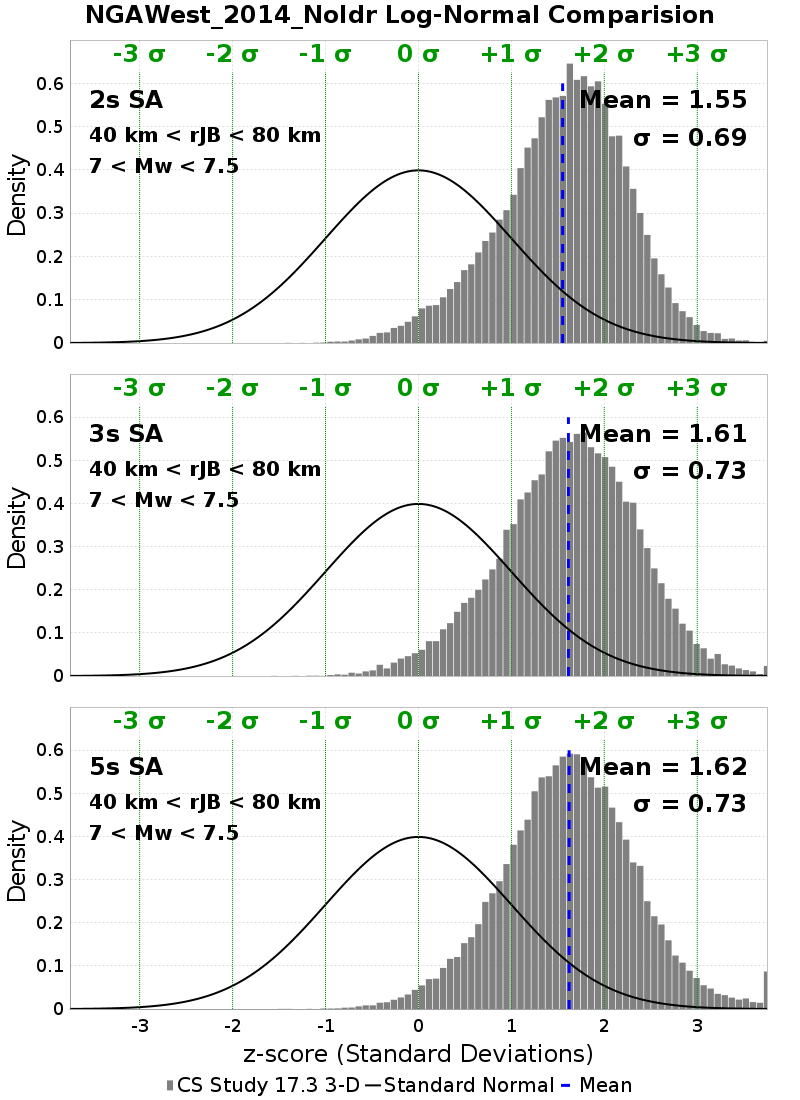 NGAWest_2014_NoIdr Log-Normal Comparision
-3 σ -2 σ -1 σ 0 σ +1 σ +2 σ +3 σ
0.6
2s SA Mean = 1.55
0.5
40 km < rJB < 80 km σ = 0.69
0.4
7 < Mw < 7.5
Density
0.3
0.2
0.1
0
-3 σ -2 σ -1 σ 0 σ +1 σ +2 σ +3 σ
0.6
3s SA Mean = 1.61
0.5
40 km < rJB < 80 km σ = 0.73
0.4
7 < Mw < 7.5
Density
0.3
0.2
0.1
0
-3 σ -2 σ -1 σ 0 σ +1 σ +2 σ +3 σ
0.6
5s SA Mean = 1.62
0.5
40 km < rJB < 80 km σ = 0.73
0.4
7 < Mw < 7.5
Density
0.3
0.2
0.1
0
-3 -2 -1 0 1 2 3
z-score (Standard Deviations)
CS Study 17.3 3-D Standard Normal Mean